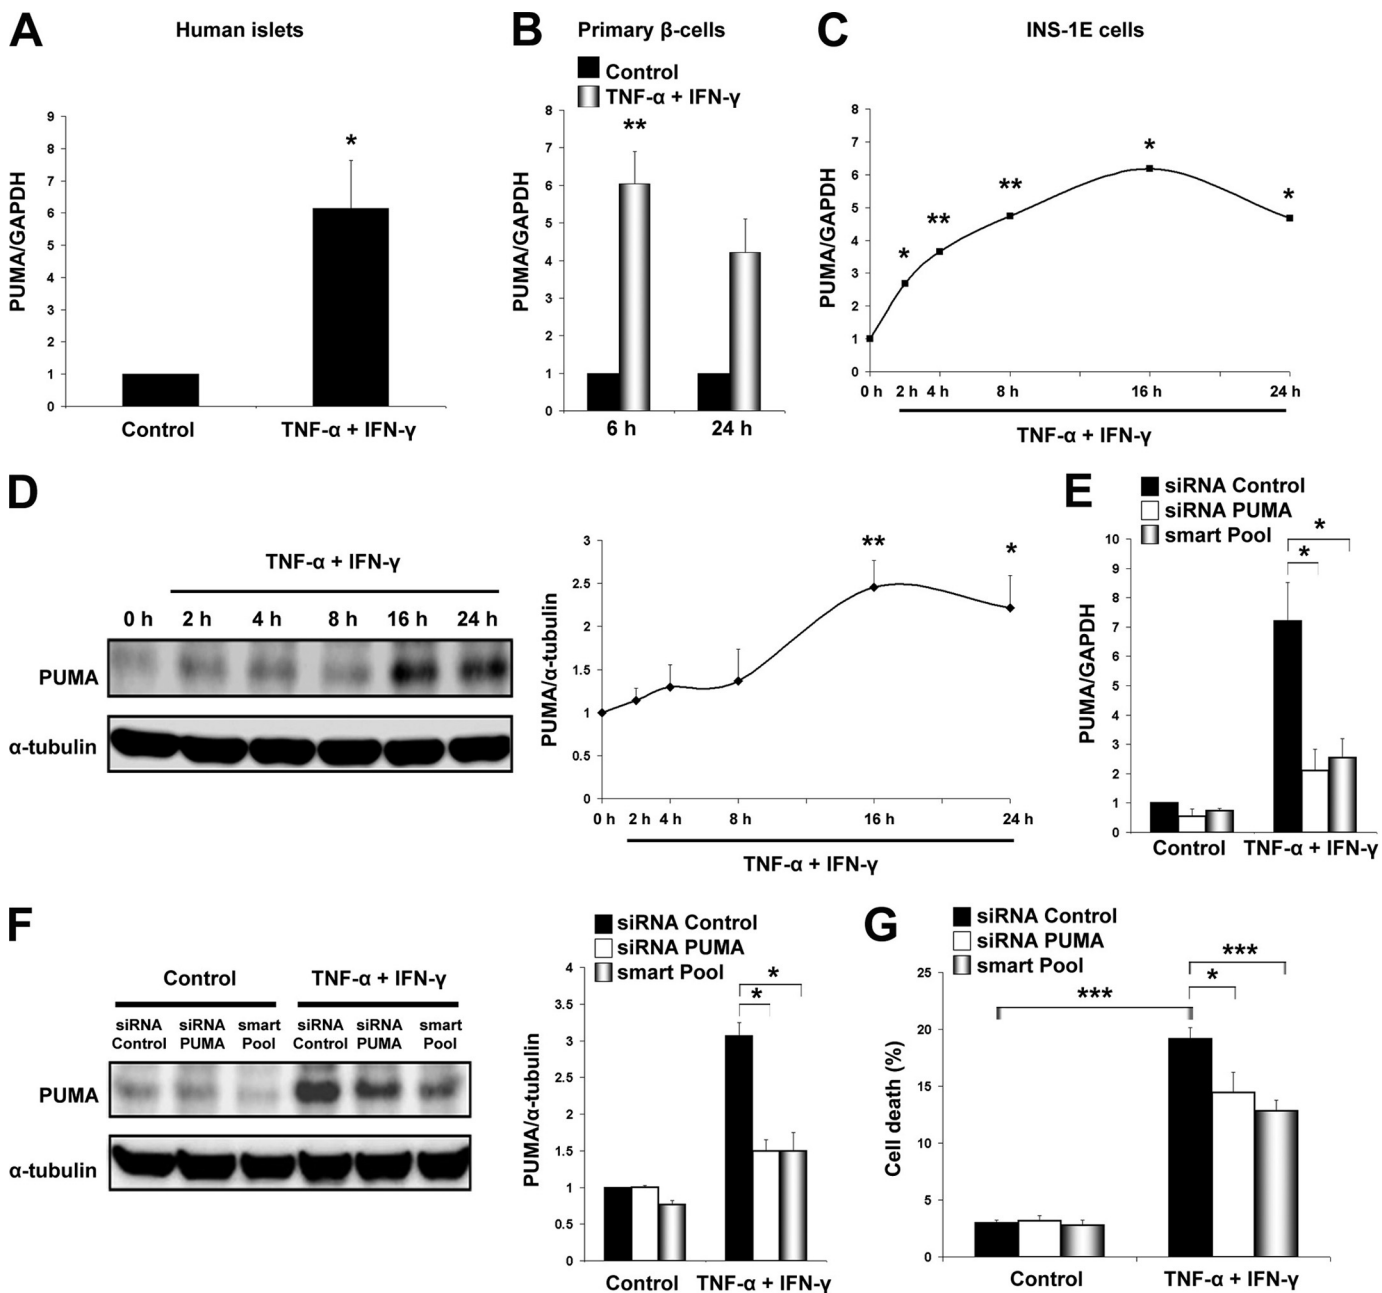 A
Human islets
PUMA/GAPDH
9
8
7
6
5
4
3
2
1
0
*
Control
TNF-α + IFN-γ
B
Primary β-cells
Control
TNF-α + IFN-γ
PUMA/GAPDH
8
7
6
5
4
3
2
1
0
**
6 h
24 h
C
INS-1E cells
PUMA/GAPDH
8
7
6
5
4
3
2
1
0
*
**
**
*
*
0 h 2 h 4 h 8 h 16 h 24 h
TNF-α + IFN-γ
D
TNF-α + IFN-γ
0 h 2 h 4 h 8 h 16 h 24 h
PUMA
α-tubulin
PUMA/α-tubulin
3
2.5
2
1.5
1
0.5
0
**
*
0 h 2 h 4 h 8 h 16 h 24 h
TNF-α + IFN-γ
E
siRNA Control
siRNA PUMA
smart Pool
PUMA/GAPDH
10
9
8
7
6
5
4
3
2
1
0
*
*
Control
TNF-α + IFN-γ
F
Control
TNF-α + IFN-γ
siRNA siRNA smart siRNA siRNA smart
Control PUMA Pool Control PUMA Pool
PUMA
α-tubulin
siRNA Control
siRNA PUMA
smart Pool
PUMA/α-tubulin
4
3.5
3
2.5
2
1.5
1
0.5
0
*
*
Control
TNF-α + IFN-γ
G
siRNA Control
siRNA PUMA
smart Pool
Cell death (%)
25
20
15
10
5
0
***
***
*
Control
TNF-α + IFN-γ